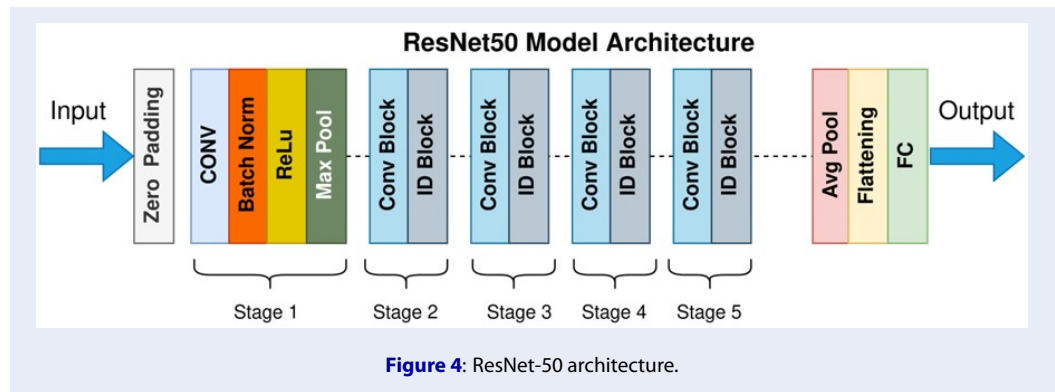 ResNet50 Model Architecture
Input
Zero Padding
CONV
Batch Norm
ReLu
Max Pool
Conv Block
ID Block
Conv Block
ID Block
Conv Block
ID Block
Conv Block
ID Block
Avg Pool
Flattening
FC
Output
Stage 1
Stage 2
Stage 3
Stage 4
Stage 5
Figure 4: ResNet-50 architecture.